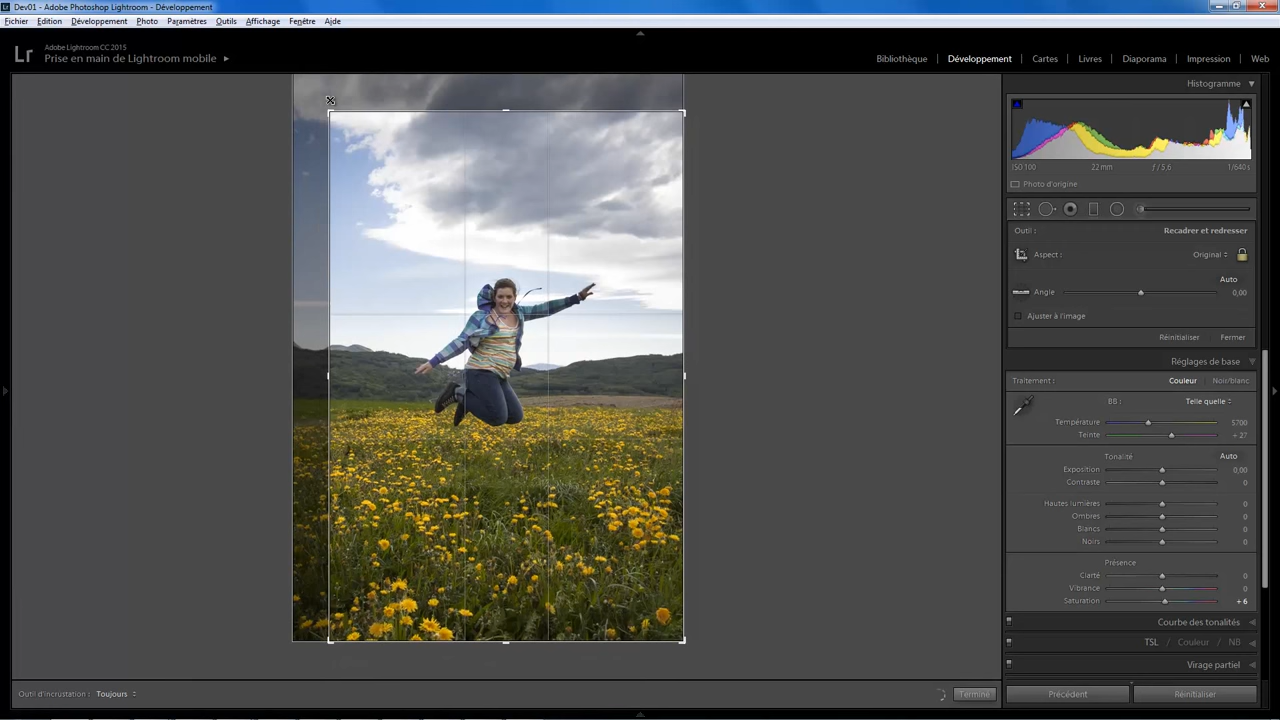 Dev01 - Adobe Photoshop Lightroom - Développement
Fichier Edition Développement Photo Paramètres Outils Affichage Fenêtre Aide
Lr Adobe Lightroom CC 2015
Prise en main de Lightroom mobile
Bibliothèque Développement Cartes Livres Diaporama Impression Web
Histogramme
ISO 100 22 mm ƒ / 5,6 1/640 s
Photo d'origine
Outil : Recadrer et redresser
Aspect : Original
Auto
Angle 0,00
Ajuster à l'image
Réinitialiser Fermer
Réglages de base
Traitement : Couleur Noir/blanc
BB : Telle quelle
Température 5700
Teinte + 27
Tonalité Auto
Exposition 0,00
Contraste 0
Hautes lumières 0
Ombres 0
Blancs 0
Noirs 0
Présence
Clarté 0
Vibrance 0
Saturation + 6
Courbe des tonalités
TSL / Couleur / NB
Virage partiel
Outil d'incrustation : Toujours Terminé Précédent Réinitialiser